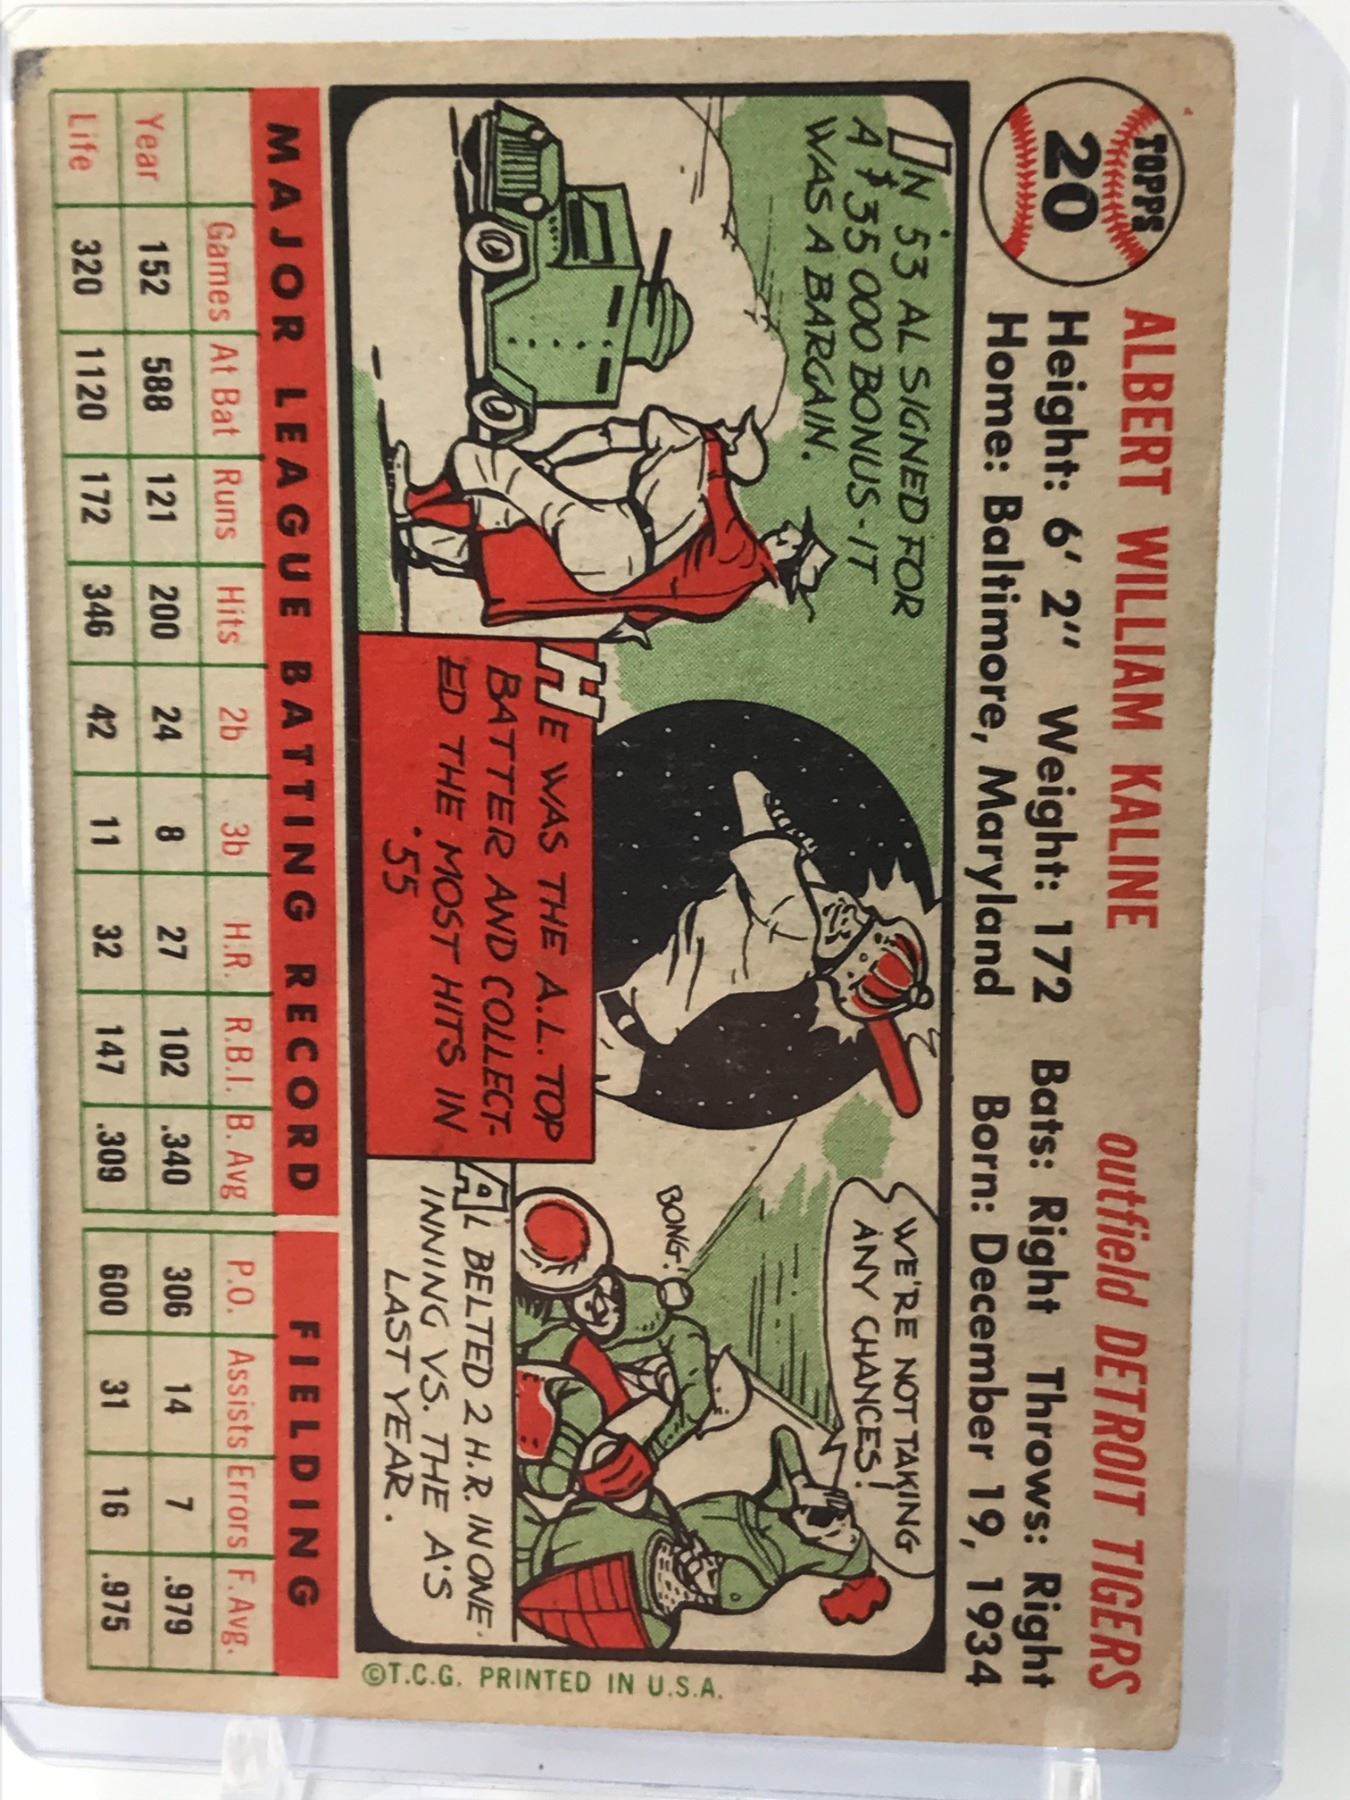 TOPPS
20
ALBERT WILLIAM KALINE outfield DETROIT TIGERS
Height: 6' 2" Weight: 172 Bats: Right Throws: Right
Home: Baltimore, Maryland Born: December 19, 1934
IN '53 AL SIGNED FOR
A $35 000 BONUS-IT
WAS A BARGAIN.
HE WAS THE A.L. TOP
BATTER AND COLLECT-
ED THE MOST HITS IN
'55
WE'RE NOT TAKING
ANY CHANCES!
BONG!
AL BELTED 2 H.R. IN ONE
INNING VS. THE A'S
LAST YEAR.
MAJOR LEAGUE BATTING RECORD FIELDING
Games At Bat Runs Hits 2b 3b H.R. R.B.I. B. Avg P.O. Assists Errors F. Avg.
Year 152 588 121 200 24 8 27 102 .340 306 14 7 .979
Life 320 1120 172 346 42 11 32 147 .309 600 31 16 .975
©T.C.G. PRINTED IN U.S.A.